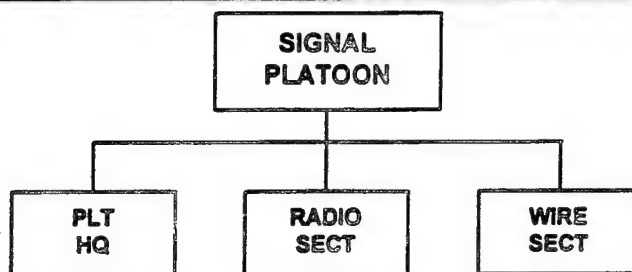 SIGNAL
PLATOON
PLT
HQ
RADIO
SECT
WIRE
SECT